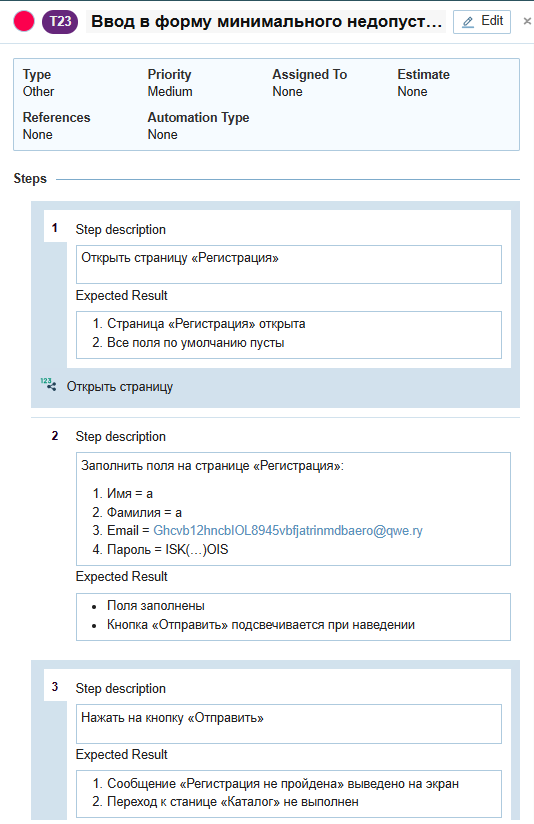 T23 Ввод в форму минимального недопуст... Edit ×
Type Priority Assigned To Estimate
Other Medium None None
References Automation Type
None None
Steps
1 Step description
Открыть страницу «Регистрация»
Expected Result
1. Страница «Регистрация» открыта
2. Все поля по умолчанию пусты
123 Открыть страницу
2 Step description
Заполнить поля на странице «Регистрация»:
1. Имя = а
2. Фамилия = а
3. Email = Ghcvb12hncbIOL8945vbfjatrinmdbaero@qwe.ry
4. Пароль = ISK(…)OIS
Expected Result
• Поля заполнены
• Кнопка «Отправить» подсвечивается при наведении
3 Step description
Нажать на кнопку «Отправить»
Expected Result
1. Сообщение «Регистрация не пройдена» выведено на экран
2. Переход к станице «Каталог» не выполнен